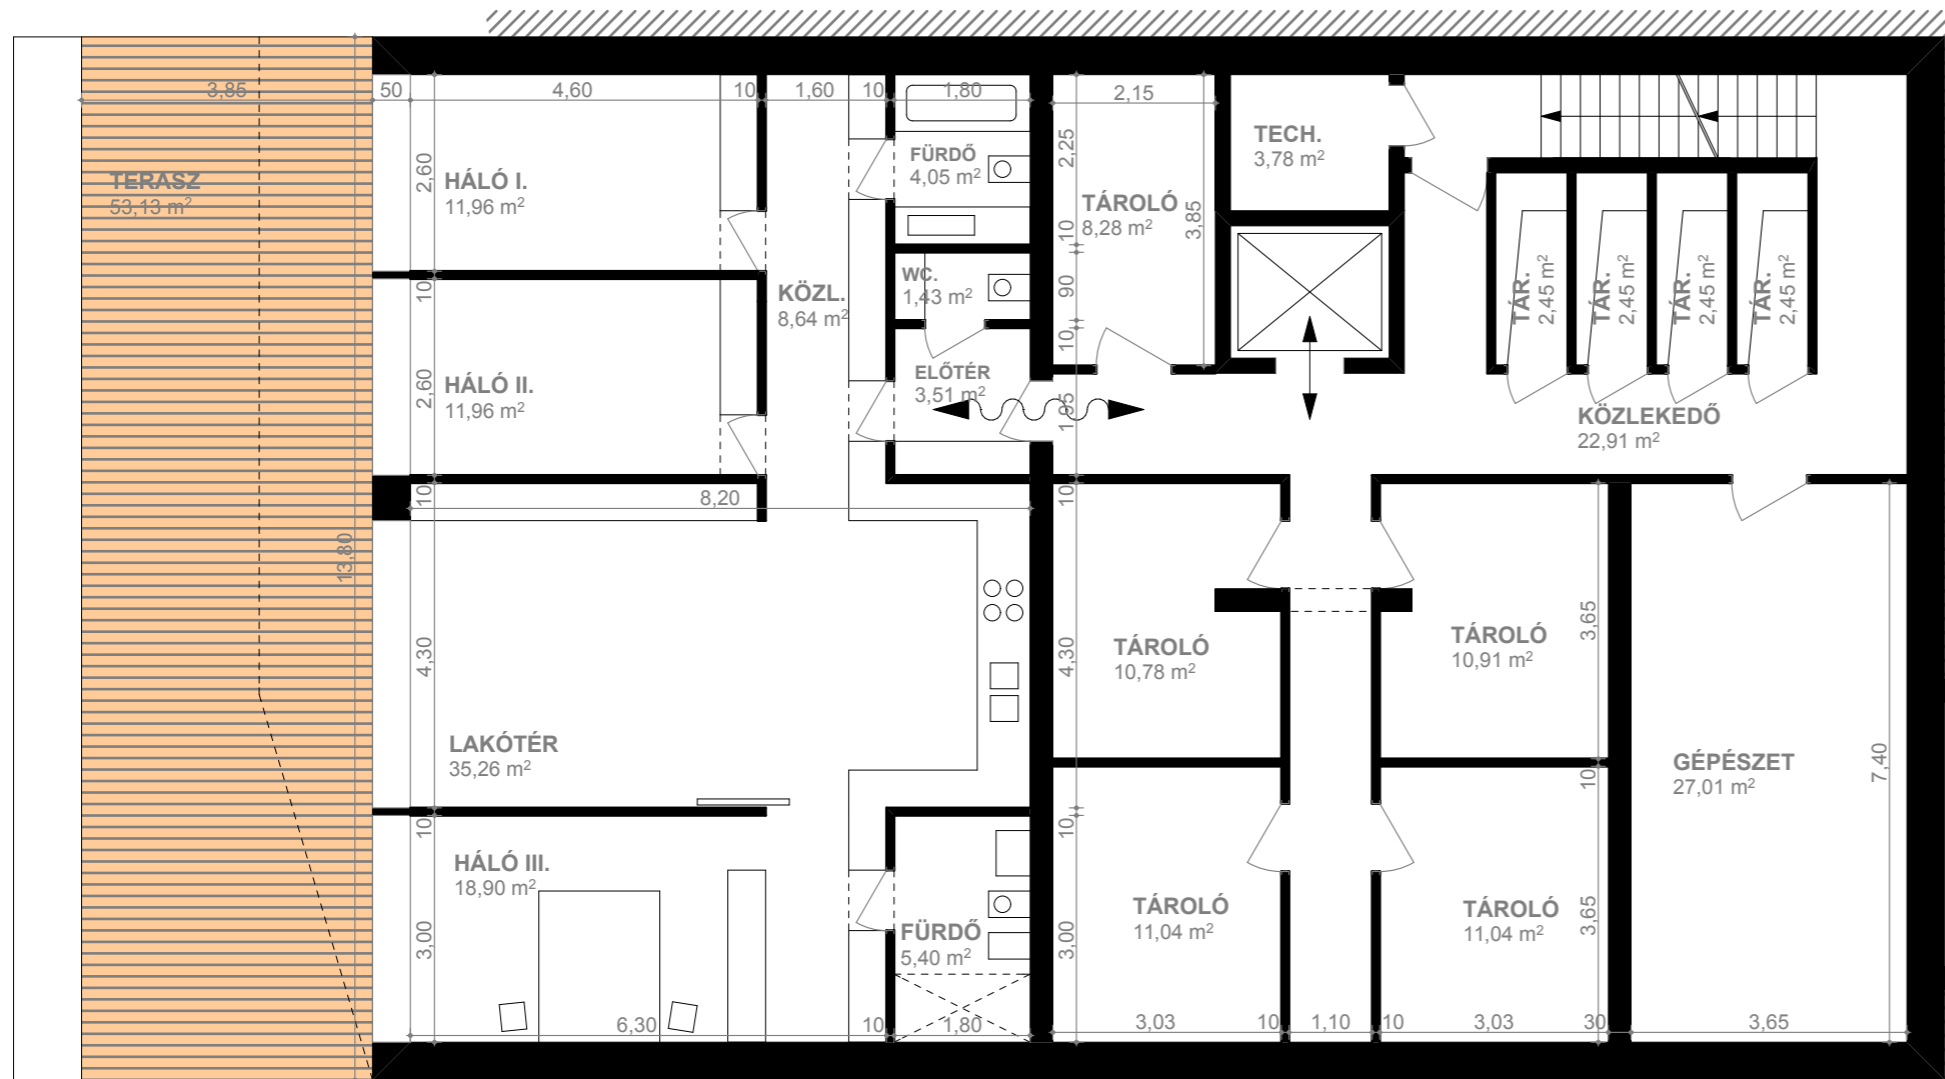 3,85
50
4,60
10
1,60
10
1,80
2,15
TERASZ
53,13 m²
13,80
2,60
HÁLÓ I.
11,96 m²
10
2,60
HÁLÓ II.
11,96 m²
10
8,20
KÖZL.
8,64 m²
FÜRDŐ
4,05 m²
WC.
1,43 m²
ELŐTÉR
3,51 m²
2,25
10
90
10
1,95
10
TÁROLÓ
8,28 m²
3,85
TECH.
3,78 m²
TÁR.
2,45 m²
TÁR.
2,45 m²
TÁR.
2,45 m²
TÁR.
2,45 m²
KÖZLEKEDŐ
22,91 m²
4,30
LAKÓTÉR
35,26 m²
4,30
TÁROLÓ
10,78 m²
TÁROLÓ
10,91 m²
3,65
10
GÉPÉSZET
27,01 m²
7,40
10
HÁLÓ III.
18,90 m²
3,00
FÜRDŐ
5,40 m²
10
3,00
TÁROLÓ
11,04 m²
TÁROLÓ
11,04 m²
3,65
6,30
10
1,80
3,03
10
1,10
10
3,03
30
3,65